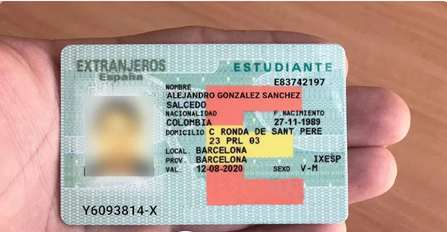 EXTRANJEROS ESTUDIANTE
España
E83742197
NOMBRE
ALEJANDRO GONZALEZ SANCHEZ
SALCEDO
NACIONALIDAD F. NACIMIENTO
COLOMBIA 27-11-1989
DOMICILIO C RONDA DE SANT PERE
23 PRL 03
LOCAL. BARCELONA
PROV. BARCELONA IXESP
VAL. 12-08-2020 SEXO V-M
Y6093814-X